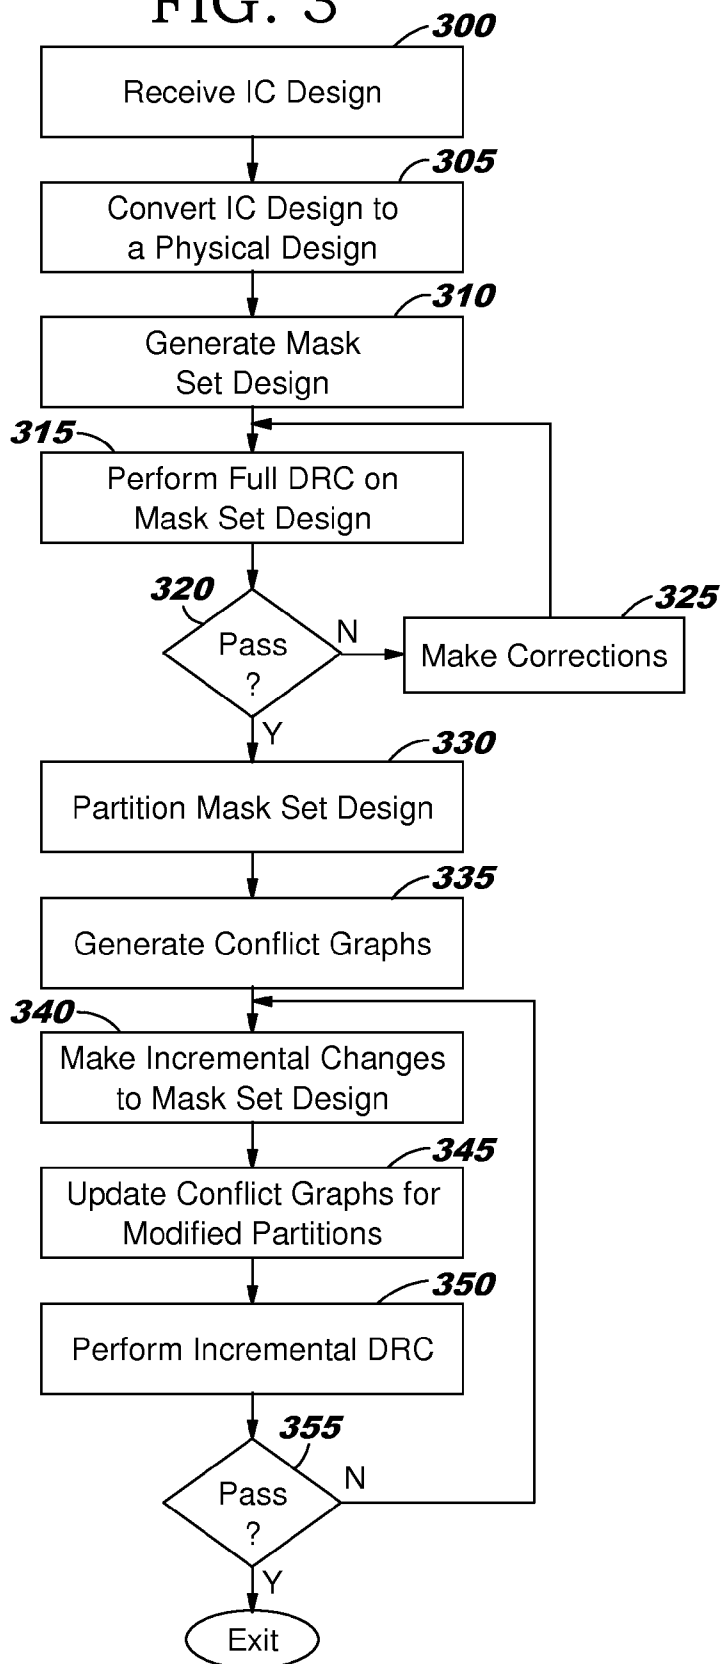 FIG. 3
300
Receive IC Design
305
Convert IC Design to
a Physical Design
310
Generate Mask
Set Design
315
Perform Full DRC on
Mask Set Design
320
Pass
?
N
325
Make Corrections
Y
330
Partition Mask Set Design
335
Generate Conflict Graphs
340
Make Incremental Changes
to Mask Set Design
345
Update Conflict Graphs for
Modified Partitions
350
Perform Incremental DRC
355
Pass
?
N
Y
Exit